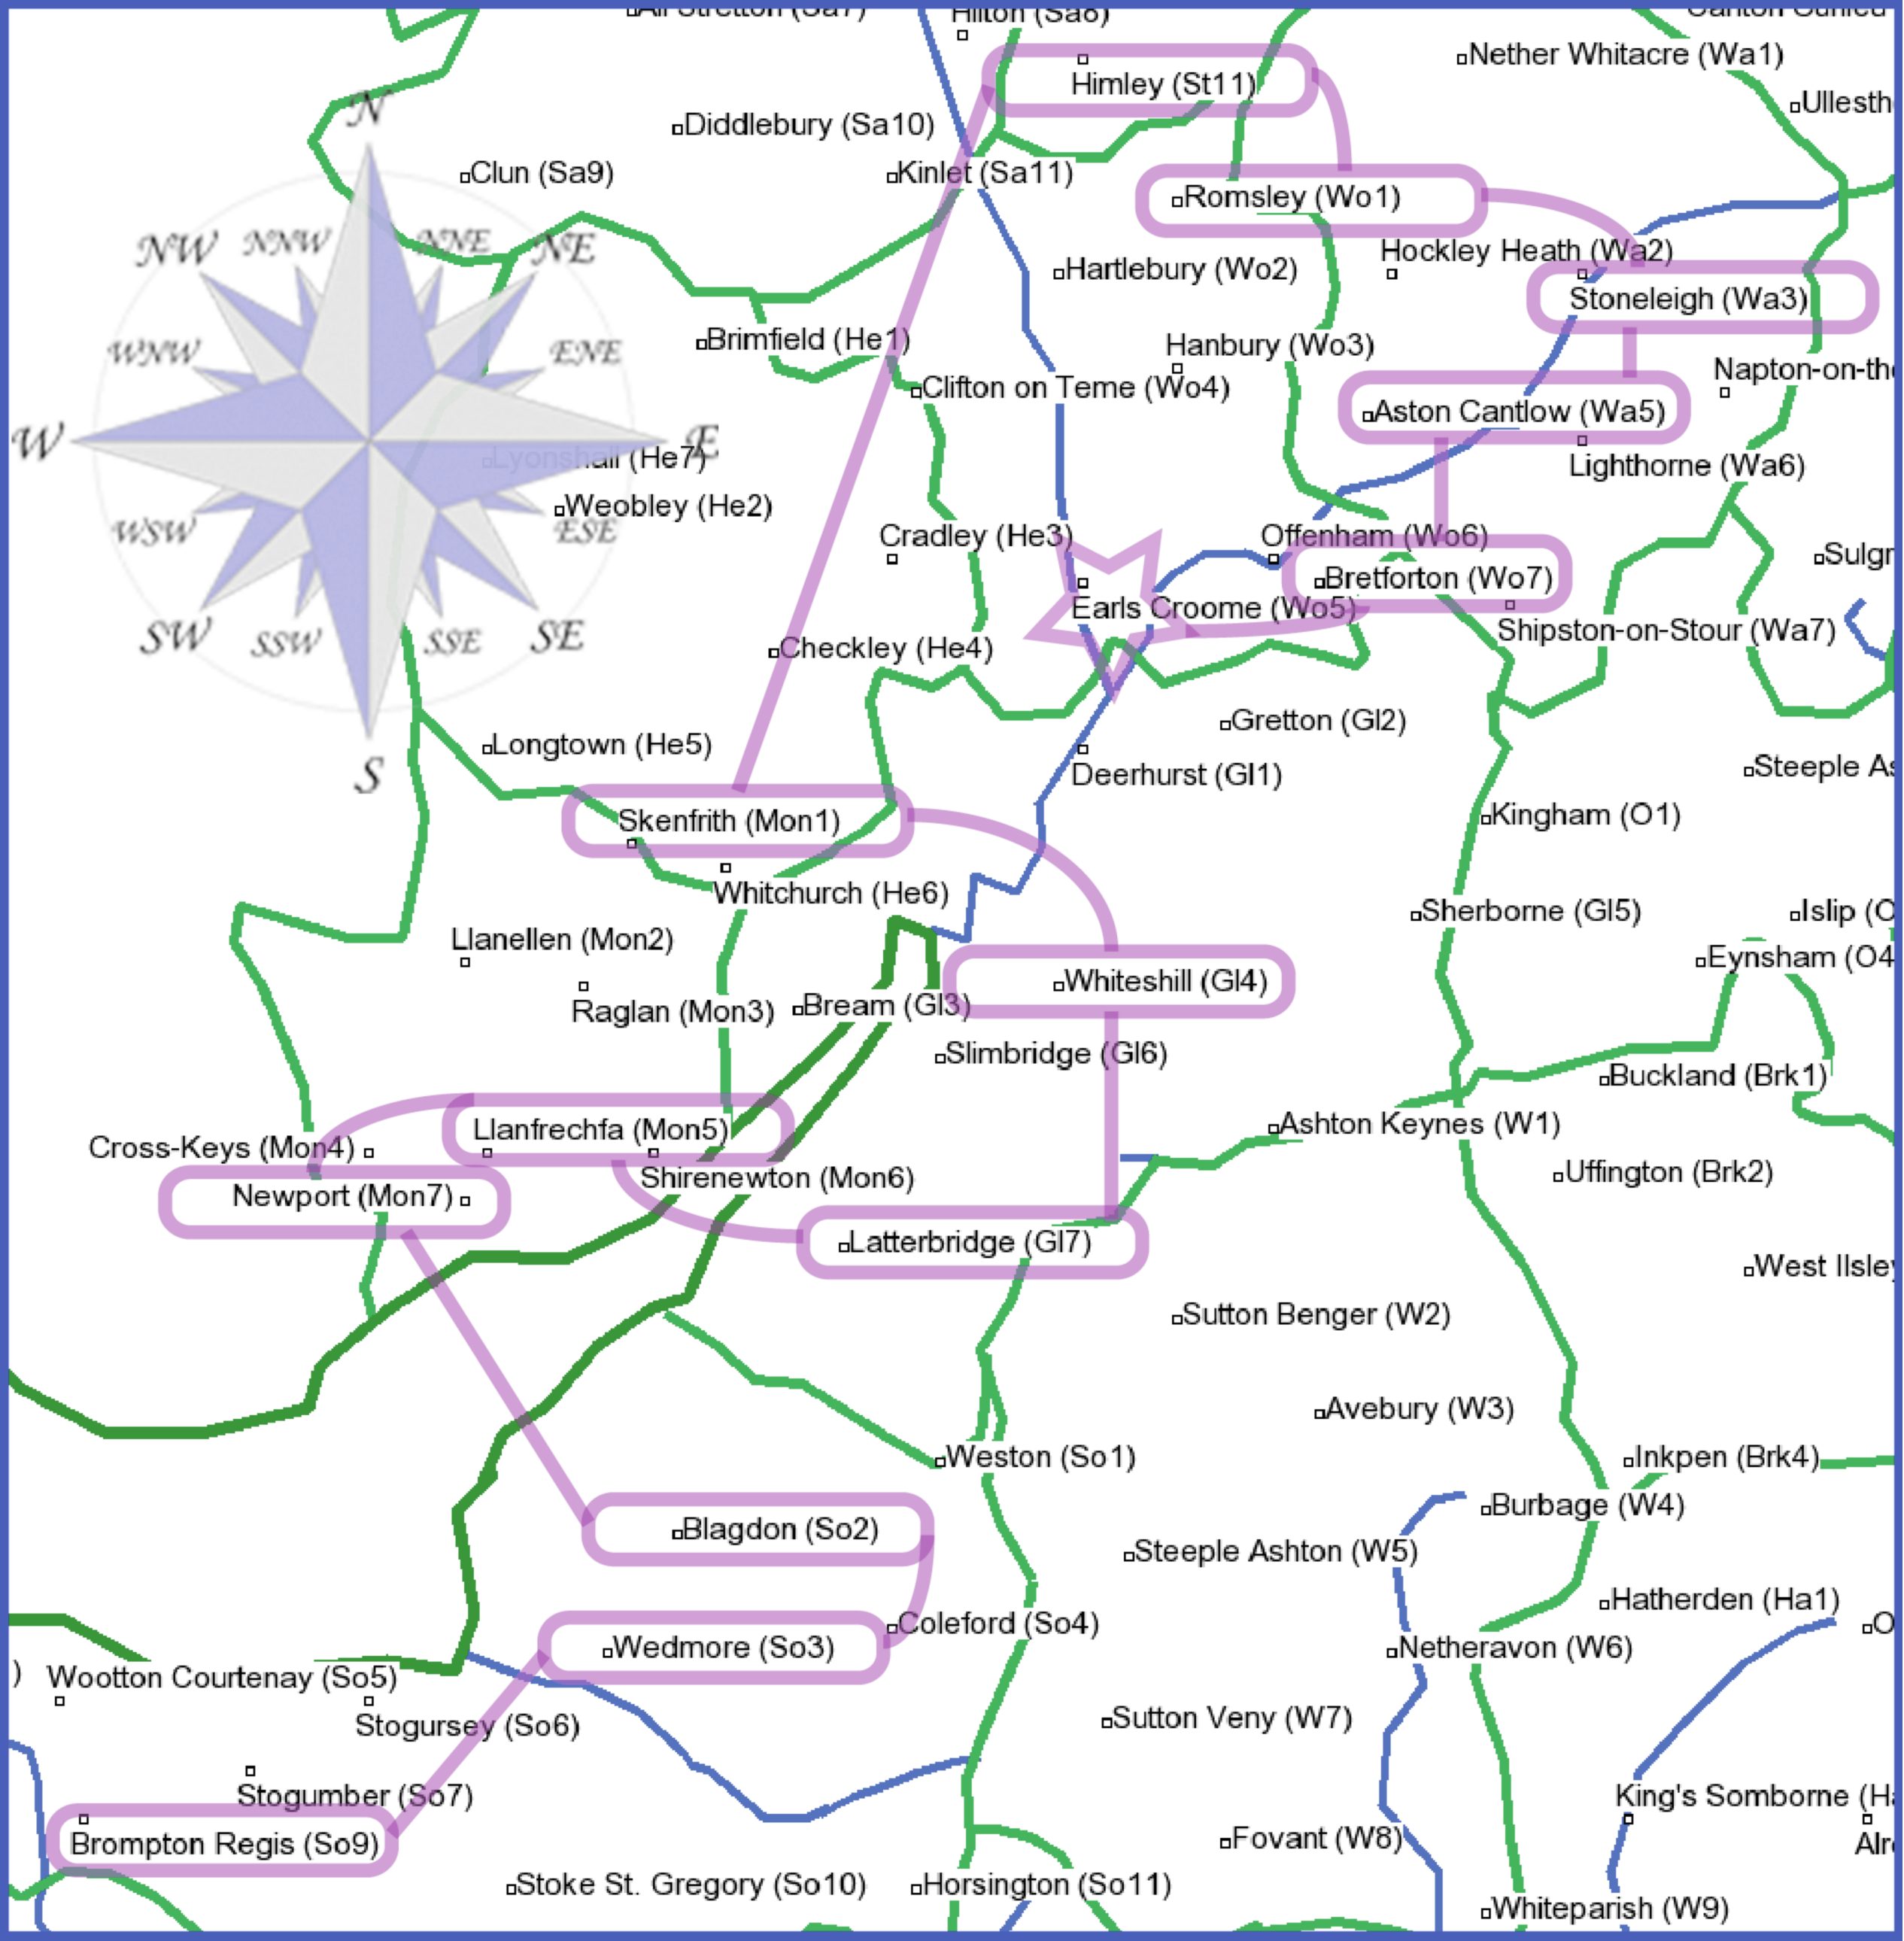 All Stretton (Sa7)
Hilton (Sa8)
Nether Whitacre (Wa1)
Himley (St11)
Ullesth
N
Diddlebury (Sa10)
Clun (Sa9)
Kinlet (Sa11)
Romsley (Wo1)
NW
NNW
NNE
NE
Hockley Heath (Wa2)
Hartlebury (Wo2)
Stoneleigh (Wa3)
Brimfield (He1)
Hanbury (Wo3)
WNW
ENE
Napton-on-the
Clifton on Teme (Wo4)
Aston Cantlow (Wa5)
W
E
Lyonshall (He7)
Lighthorne (Wa6)
Weobley (He2)
WSW
ESE
Cradley (He3)
Offenham (Wo6)
Sulgr
Bretforton (Wo7)
Earls Croome (Wo5)
SW
SSW
SSE
SE
Shipston-on-Stour (Wa7)
Checkley (He4)
Gretton (Gl2)
Longtown (He5)
S
Deerhurst (Gl1)
Steeple As
Skenfrith (Mon1)
Kingham (O1)
Whitchurch (He6)
Sherborne (Gl5)
Islip (O
Llanellen (Mon2)
Eynsham (O4
Whiteshill (Gl4)
Raglan (Mon3)
Bream (Gl3)
Slimbridge (Gl6)
Buckland (Brk1)
Llanfrechfa (Mon5)
Ashton Keynes (W1)
Cross-Keys (Mon4)
Shirenewton (Mon6)
Uffington (Brk2)
Newport (Mon7)
Latterbridge (Gl7)
West Ilsley
Sutton Benger (W2)
Avebury (W3)
Weston (So1)
Inkpen (Brk4)
Burbage (W4)
Blagdon (So2)
Steeple Ashton (W5)
Hatherden (Ha1)
O
Coleford (So4)
Wedmore (So3)
Netheravon (W6)
) Wootton Courtenay (So5)
Stogursey (So6)
Sutton Veny (W7)
Stogumber (So7)
King's Somborne (Ha
Brompton Regis (So9)
Fovant (W8)
Alre
Stoke St. Gregory (So10)
Horsington (So11)
Whiteparish (W9)